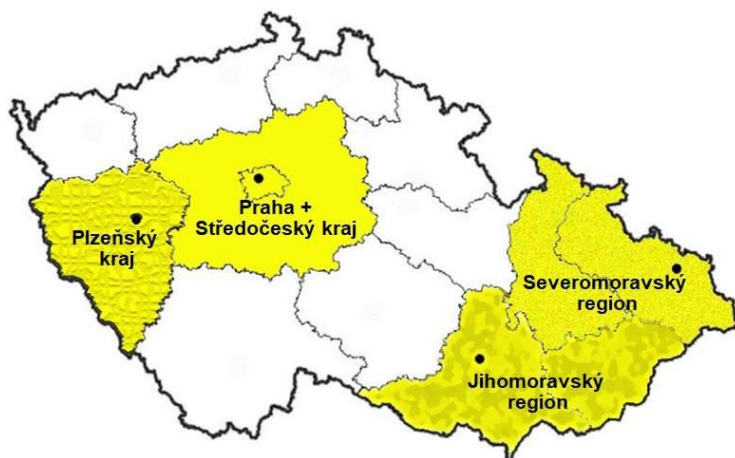 Praha +
Středočeský kraj
Plzeňský
kraj
Severomoravský
region
Jihomoravský
region